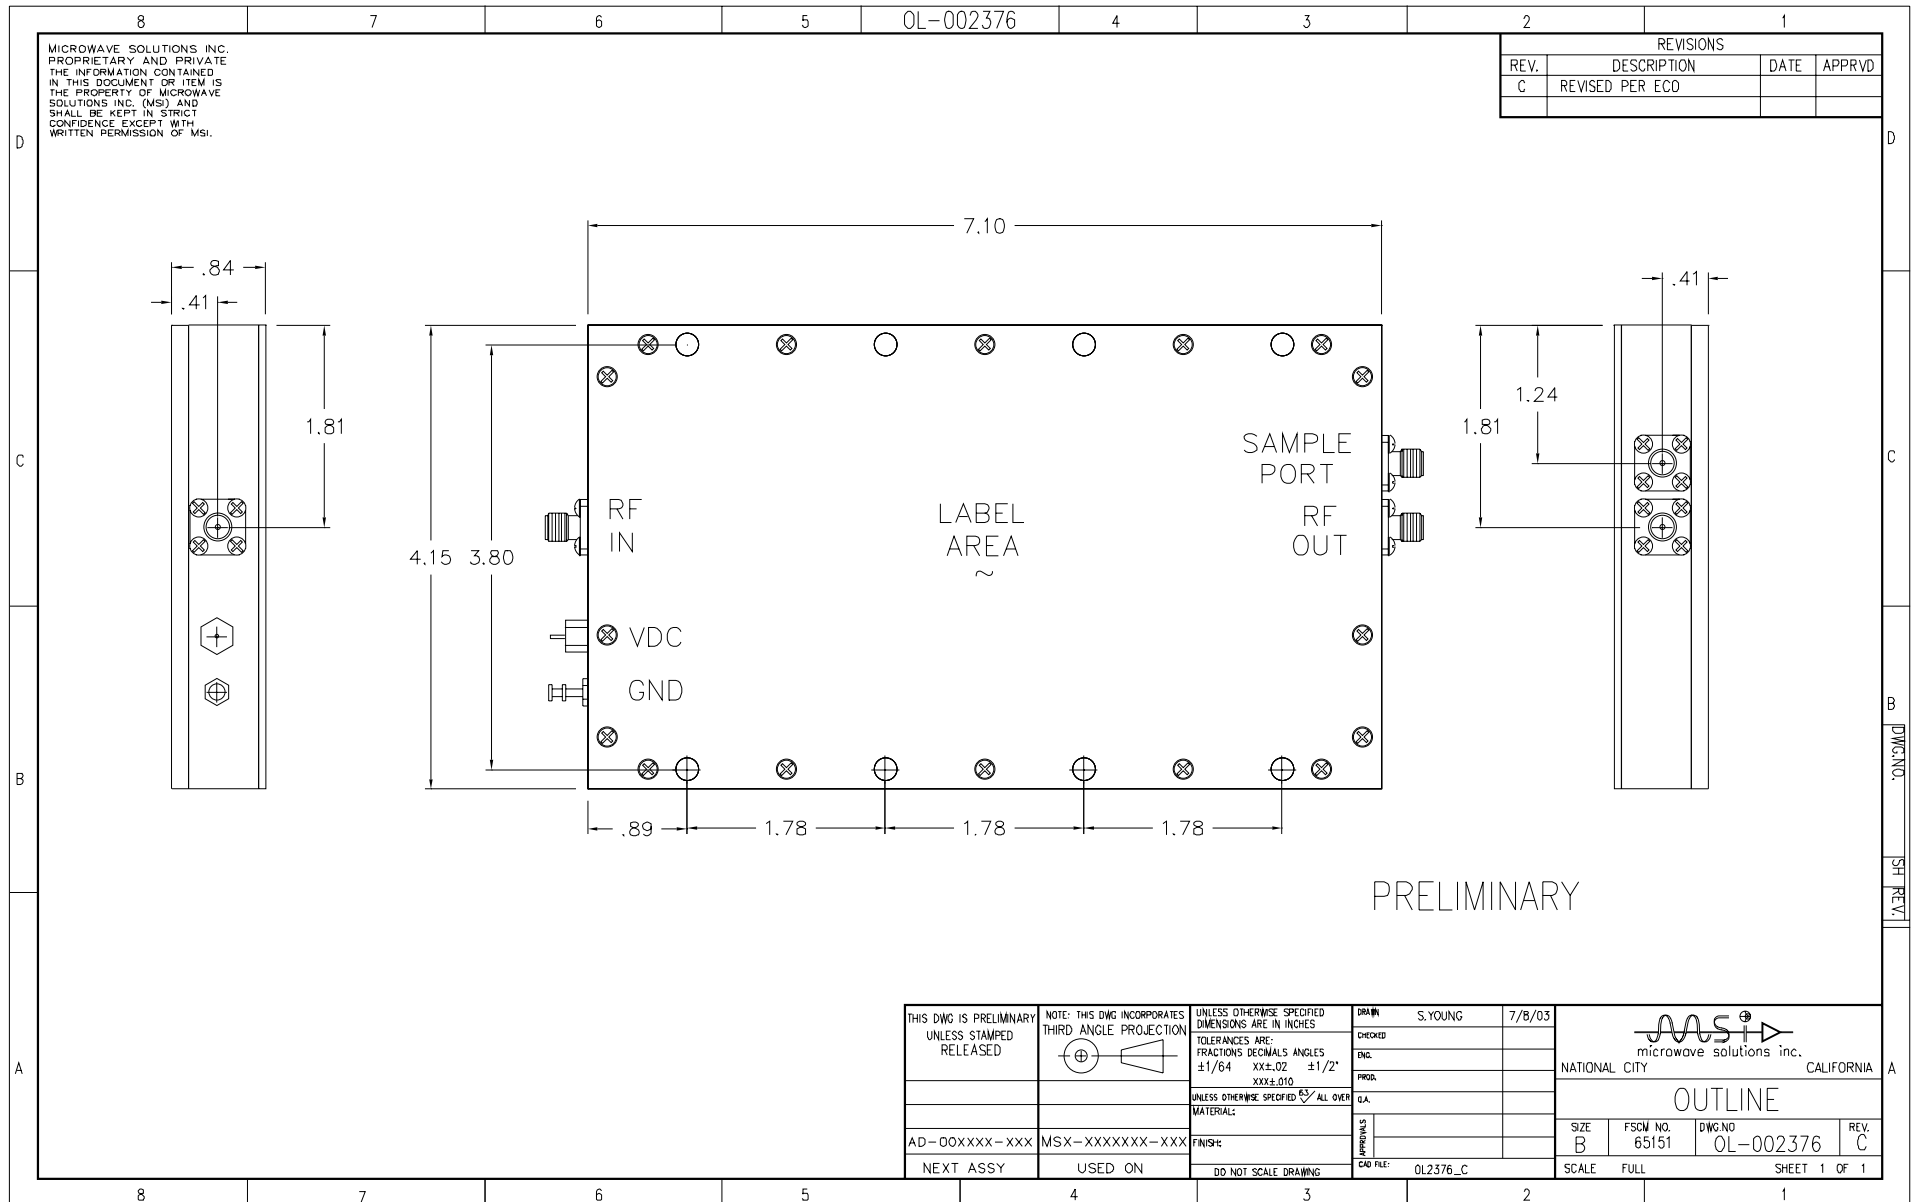 8 7 6 5 OL-002376 4 3 2 1
MICROWAVE SOLUTIONS INC.
PROPRIETARY AND PRIVATE
THE INFORMATION CONTAINED
IN THIS DOCUMENT OR ITEM IS
THE PROPERTY OF MICROWAVE
SOLUTIONS INC. (MSI) AND
SHALL BE KEPT IN STRICT
CONFIDENCE EXCEPT WITH
WRITTEN PERMISSION OF MSI.
REVISIONS
REV. DESCRIPTION DATE APPRVD
C REVISED PER ECO
D
D
7.10
.84
.41
.41
1.81
1.24
1.81
C
C
SAMPLE
PORT
RF
IN
LABEL
AREA
~
RF
OUT
4.15 3.80
VDC
GND
B
B
DWG.NO.
SH
REV.
.89 1.78 1.78 1.78
PRELIMINARY
A
A
THIS DWG IS PRELIMINARY
UNLESS STAMPED
RELEASED
AD-00XXXX-XXX
NEXT ASSY
NOTE: THIS DWG INCORPORATES
THIRD ANGLE PROJECTION
MSX-XXXXXXX-XXX
USED ON
UNLESS OTHERWISE SPECIFIED
DIMENSIONS ARE IN INCHES
TOLERANCES ARE:
FRACTIONS DECIMALS ANGLES
±1/64 XX±.02 ±1/2°
XXX±.010
UNLESS OTHERWISE SPECIFIED 63 ALL OVER
MATERIAL:
FINISH:
DO NOT SCALE DRAWING
DRAWN S.YOUNG 7/8/03
CHECKED
ENG.
PROD.
Q.A.
APPROVALS
CAD FILE: OL2376_C
msi
microwave solutions inc.
NATIONAL CITY CALIFORNIA
OUTLINE
SIZE FSCM NO. DWG.NO REV.
B 65151 OL-002376 C
SCALE FULL SHEET 1 OF 1
8 7 6 5 4 3 2 1